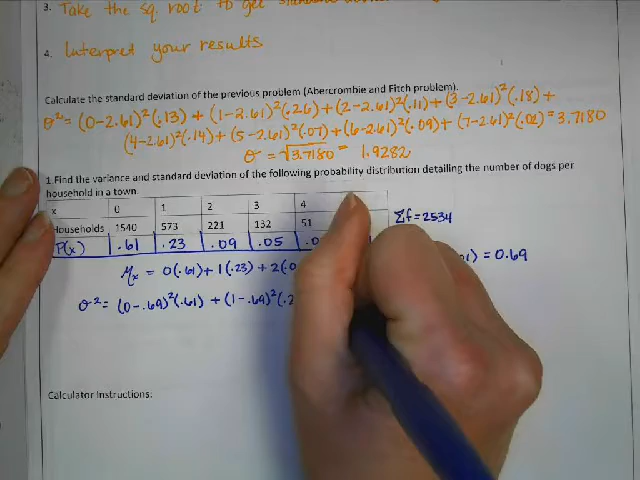 3. Take the sq root to get
4. Interpret your results
Calculate the standard deviation of the previous problem (Abercrombie and Fitch problem).
σ²= (0-2.61)²(.13) + (1-2.61)²(.26) + (2-2.61)²(.11) + (3-2.61)²(.18) +
(4-2.61)²(.14) + (5-2.61)²(.07) + (6-2.61)²(.09) + (7-2.61)²(.02) = 3.7180
σ = √3.7180 = 1.9282
1.Find the variance and standard deviation of the following probability distribution detailing the number of dogs per
household in a town.
x 0 1 2 3 4
Households 1540 573 221 132 51 Σf = 2534
P(x) .61 .23 .09 .05 .0
μx = 0(.61) + 1(.23) + 2(.0 ) = 0.69
σ² = (0-.69)²(.61) + (1-.69)²(.2
Calculator Instructions: